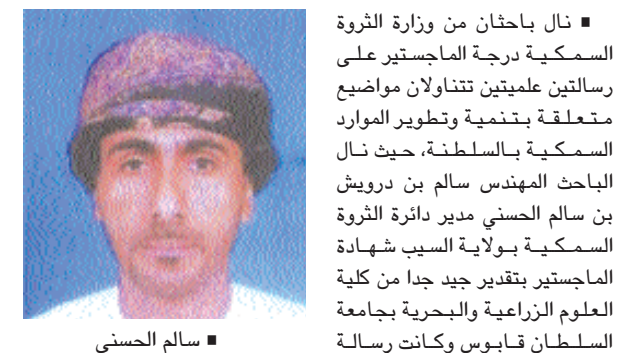 ■ نال باحثان من وزارة الثروة
السمكية درجة الماجستير على
رسالتين علميتين تتناولان مواضيع
متعلقة بتنمية وتطوير الموارد
السمكية بالسلطنة، حيث نال
الباحث المهندس سالم بن درويش
بن سالم الحسني مدير دائرة الثروة
السمكية بولاية السيب شهادة
الماجستير بتقدير جيد جدا من كلية
العلوم الزراعية والبحرية بجامعة
السلطان قابوس وكانت رسالة
■ سالم الحسني